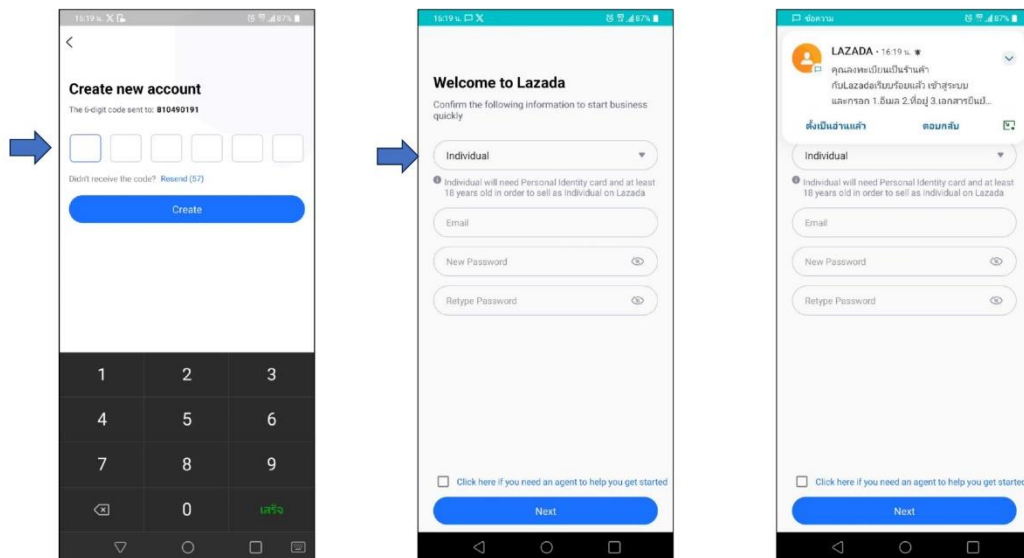 16:19 น.
87%
Create new account
The 6-digit code sent to: 810490191
Didn't receive the code? Resend (57)
Create
1 2 3
4 5 6
7 8 9
0 เสร็จ
16:19 น.
87%
Welcome to Lazada
Confirm the following information to start business
quickly
Individual
Individual will need Personal Identity card and at least
18 years old in order to sell as Individual on Lazada
Email
New Password
Retype Password
Click here if you need an agent to help you get started
Next
ข้อความ
87%
LAZADA • 16:19 น.
คุณลงทะเบียนเป็นร้านค้า
กับLazadaเรียบร้อยแล้ว เข้าสู่ระบบ
และกรอก 1.อีเมล 2.ที่อยู่ 3.เอกสารยืนยั...
ตั้งเป็นอ่านแล้ว ตอบกลับ
Individual
Individual will need Personal Identity card and at least
18 years old in order to sell as Individual on Lazada
Email
New Password
Retype Password
Click here if you need an agent to help you get started
Next